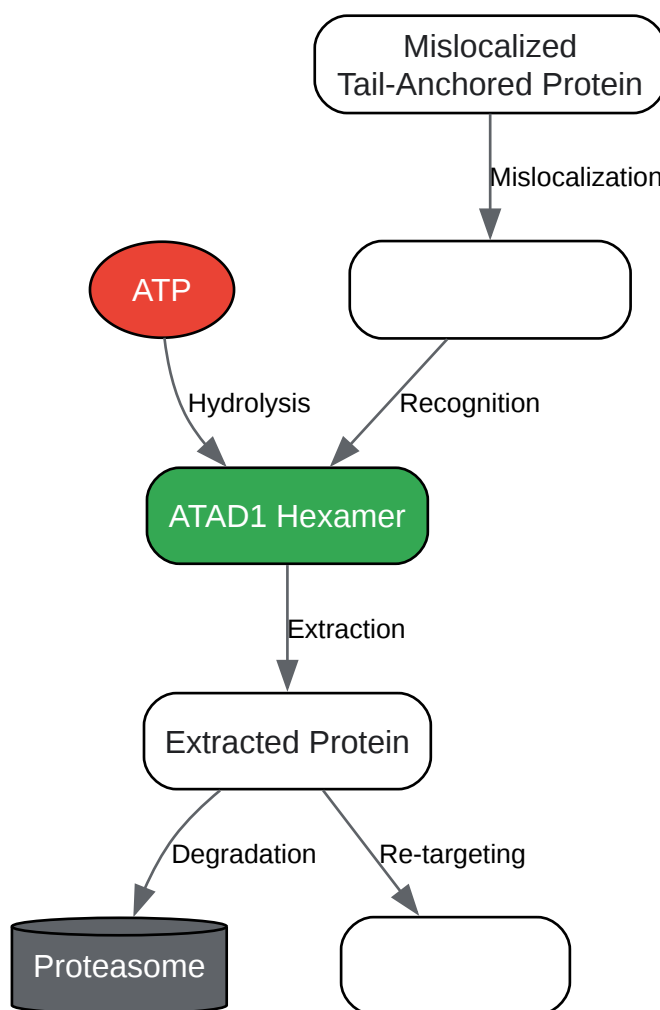 Mislocalized
Tail-Anchored Protein
Mislocalization
ATP
Hydrolysis
Recognition
ATAD1 Hexamer
Extraction
Extracted Protein
Degradation
Re-targeting
Proteasome